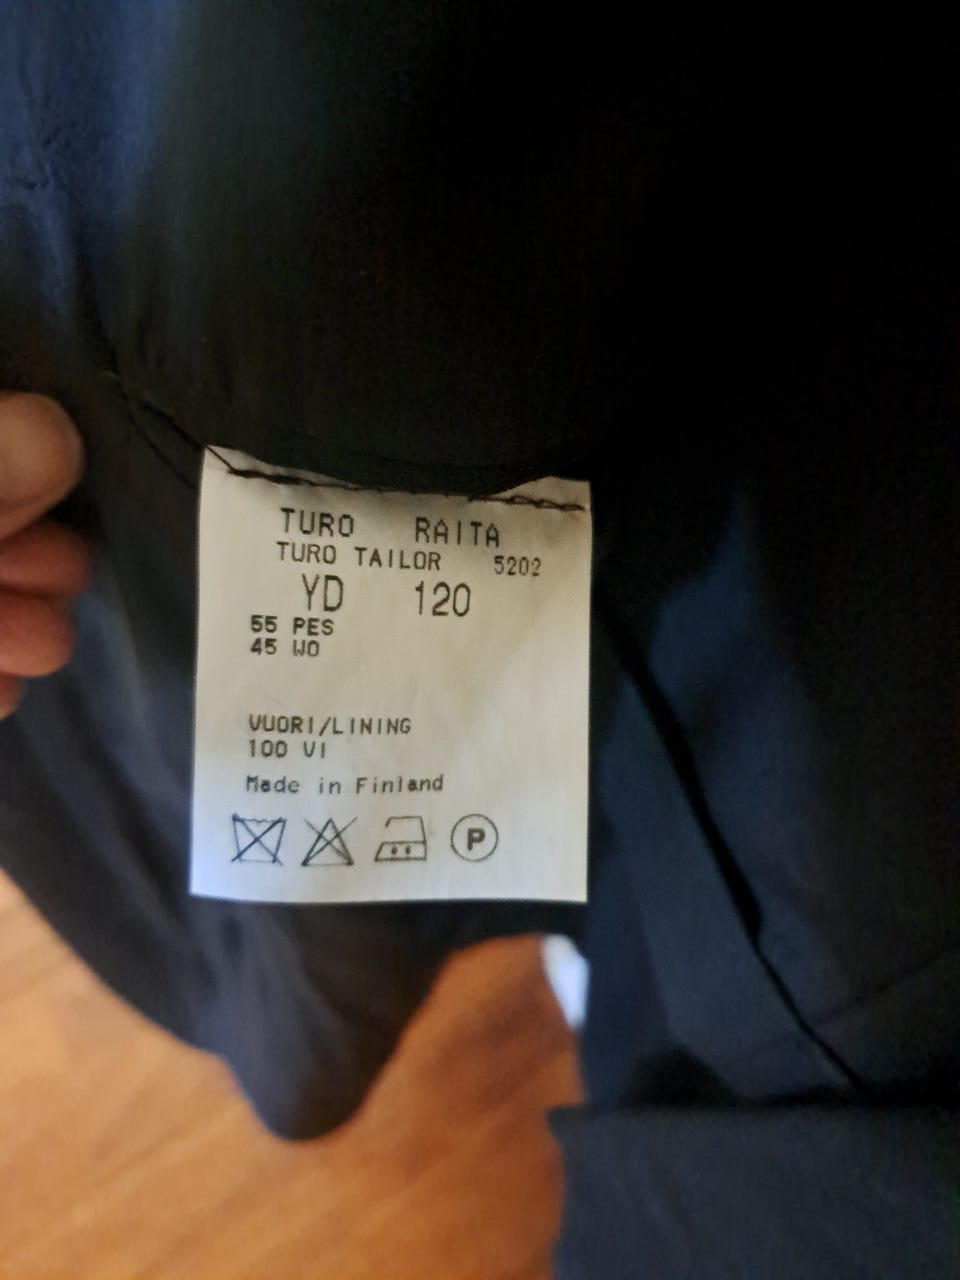 TURO RAITA
TURO TAILOR 5202
YD 120
55 PES
45 WO
VUORI/LINING
100 VI
Made in Finland
P